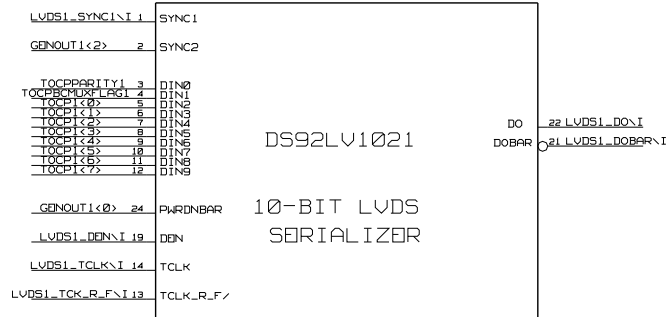 LVDS1_SYNC1\I 1 SYNC1
GENOUT1<2> 2 SYNC2
TOCPPARITY1 3 DIN0
TOCPBCMUXFLAG1 4 DIN1
TOCP1<0> 5 DIN2
TOCP1<1> 6 DIN3
TOCP1<2> 7 DIN4
TOCP1<3> 8 DIN5
TOCP1<4> 9 DIN6
TOCP1<5> 10 DIN7
TOCP1<6> 11 DIN8
TOCP1<7> 12 DIN9
GENOUT1<0> 24 PWRDNBAR
LVDS1_DEN\I 19 DEN
LVDS1_TCLK\I 14 TCLK
LVDS1_TCK_R_F\I 13 TCLK_R_F/
DS92LV1021
10-BIT LVDS
SERIALIZER
DO 22 LVDS1_DO\I
DOBAR 21 LVDS1_DOBAR\I